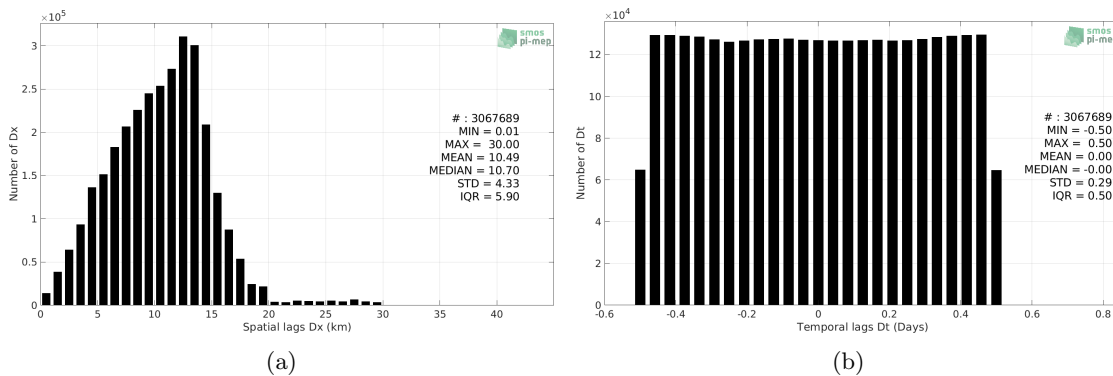 ×10⁵
3
2.5
2
1.5
1
0.5
0
Number of Dx
0 5 10 15 20 25 30 35 40
Spatial lags Dx (km)
smos
pi-mep
# : 3067689
MIN = 0.01
MAX = 30.00
MEAN = 10.49
MEDIAN = 10.70
STD = 4.33
IQR = 5.90
(a)
×10⁴
12
10
8
6
4
2
0
Number of Dt
-0.6 -0.4 -0.2 0 0.2 0.4 0.6 0.8
Temporal lags Dt (Days)
smos
pi-me
# : 3067689
MIN = -0.50
MAX = 0.50
MEAN = 0.00
MEDIAN = -0.00
STD = 0.29
IQR = 0.50
(b)